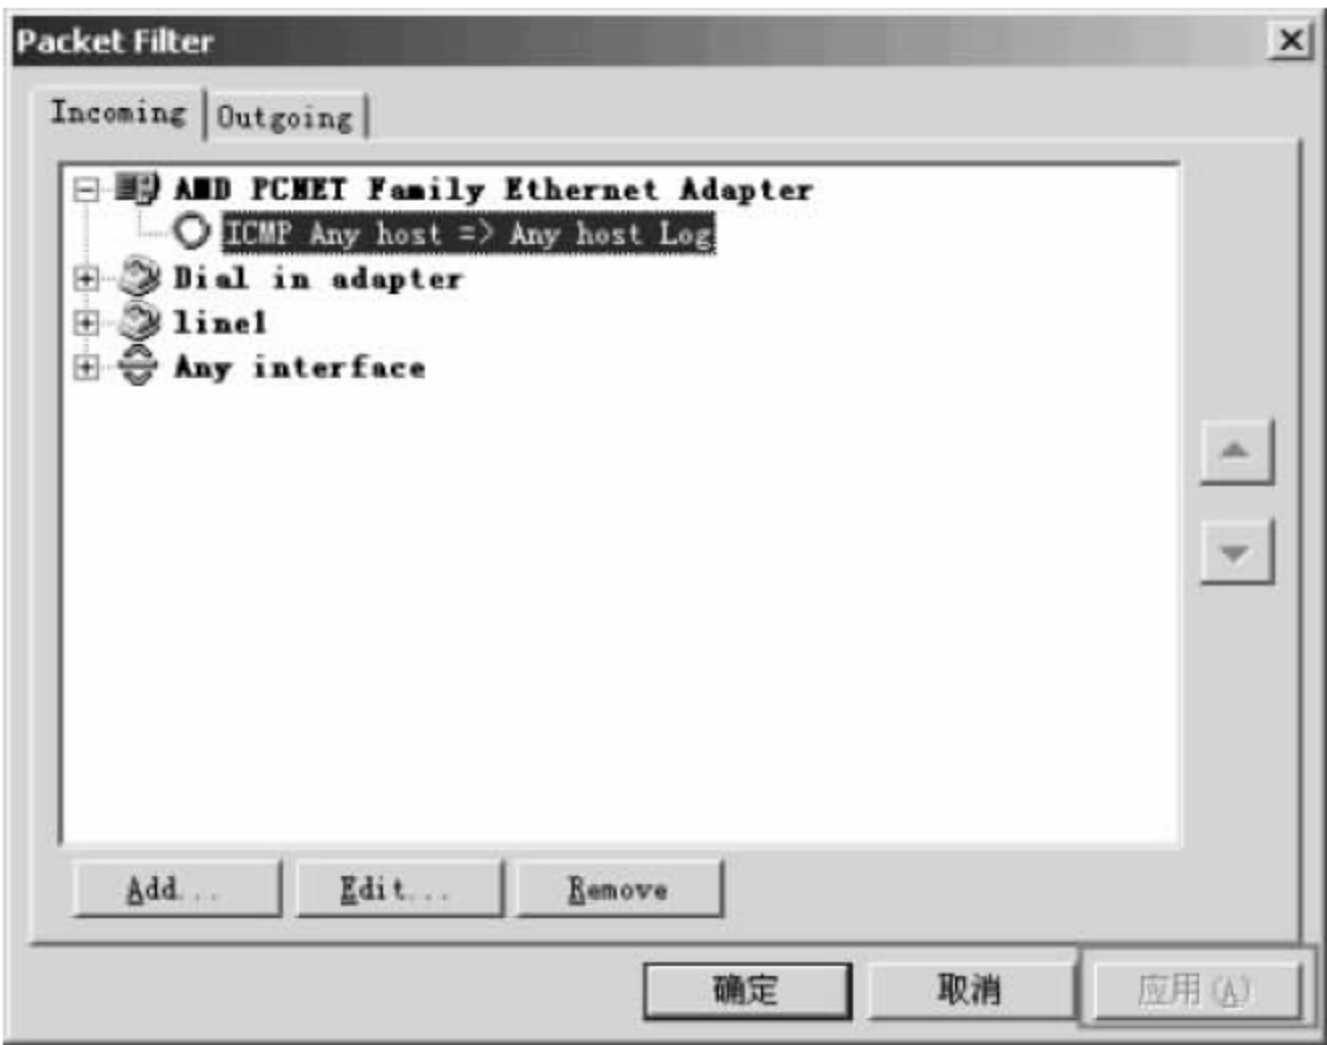 Packet Filter
Incoming
Outgoing
AMD PCNET Family Ethernet Adapter
ICMP Any host => Any host Log
Dial in adapter
line1
Any interface
Add...
Edit...
Remove
确定
取消
应用(A)